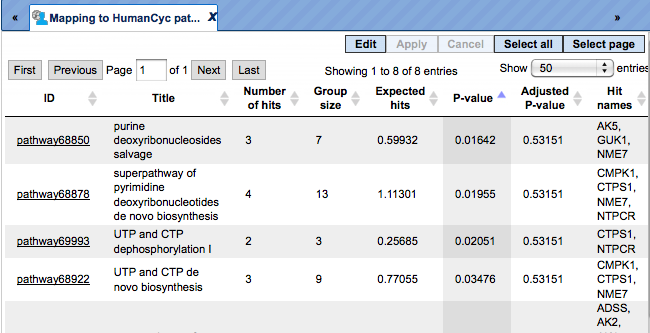 « Mapping to HumanCyc pat... X »
Edit Apply Cancel Select all Select page
First Previous Page 1 of 1 Next Last Showing 1 to 8 of 8 entries Show 50 entries
ID Title Number of hits Group size Expected hits P-value Adjusted P-value Hit names
pathway68850 purine deoxyribonucleosides salvage 3 7 0.59932 0.01642 0.53151 AK5, GUK1, NME7
pathway68878 superpathway of pyrimidine deoxyribonucleotides de novo biosynthesis 4 13 1.11301 0.01955 0.53151 CMPK1, CTPS1, NME7, NTPCR
pathway69993 UTP and CTP dephosphorylation I 2 3 0.25685 0.02051 0.53151 CTPS1, NTPCR
pathway68922 UTP and CTP de novo biosynthesis 3 9 0.77055 0.03476 0.53151 CMPK1, CTPS1, NME7
ADSS, AK2,